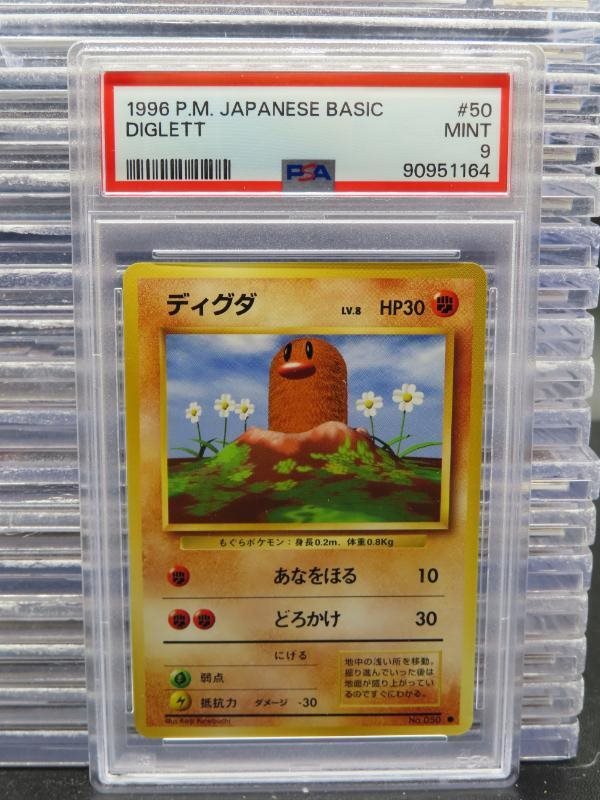 1996 P.M. JAPANESE BASIC #50
DIGLETT MINT
9
PSA 90951164
ディグダ LV.8 HP30
もぐらポケモン：身長0.2m. 体重0.8Kg
あなをほる 10
どろかけ 30
にげる
弱点
抵抗力 ダメージ -30
地中の浅い所を移動。
掘り進んでいった後は
地面が盛り上がってい
るのですぐにわかる。
Illus. Keiji Kinebuchi No.050